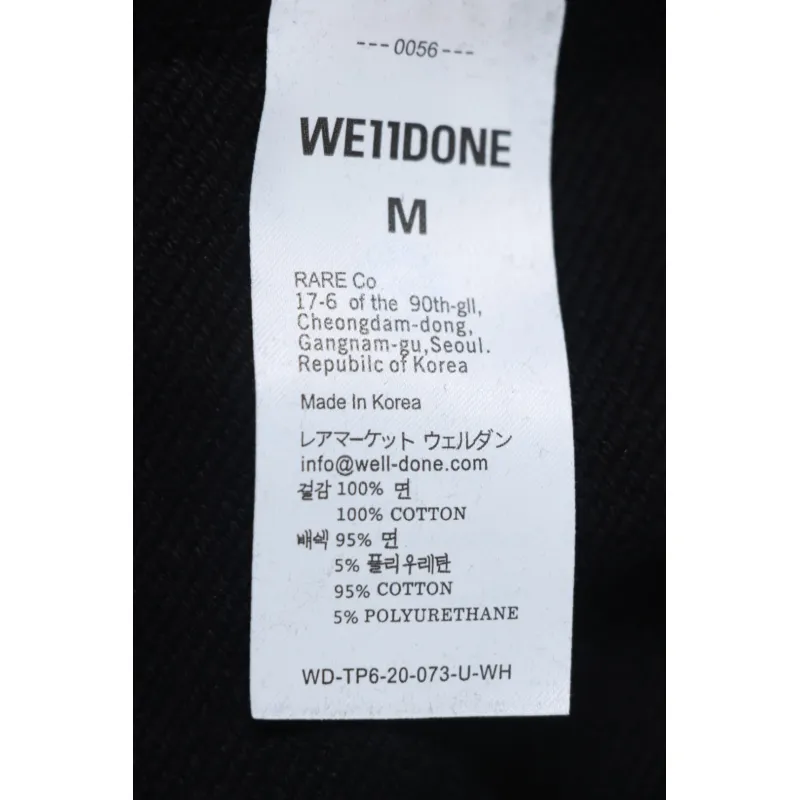 ---0056---
WE11DONE
M
RARE Co
17-6 of the 90th-gil,
Cheongdam-dong,
Gangnam-gu,Seoul.
Repubilc of Korea
Made In Korea
レアマーケット ウェルダン
info@well-done.com
걸감 100% 면
100% COTTON
배색 95% 면
5% 폴리우레탄
95% COTTON
5% POLYURETHANE
WD-TP6-20-073-U-WH